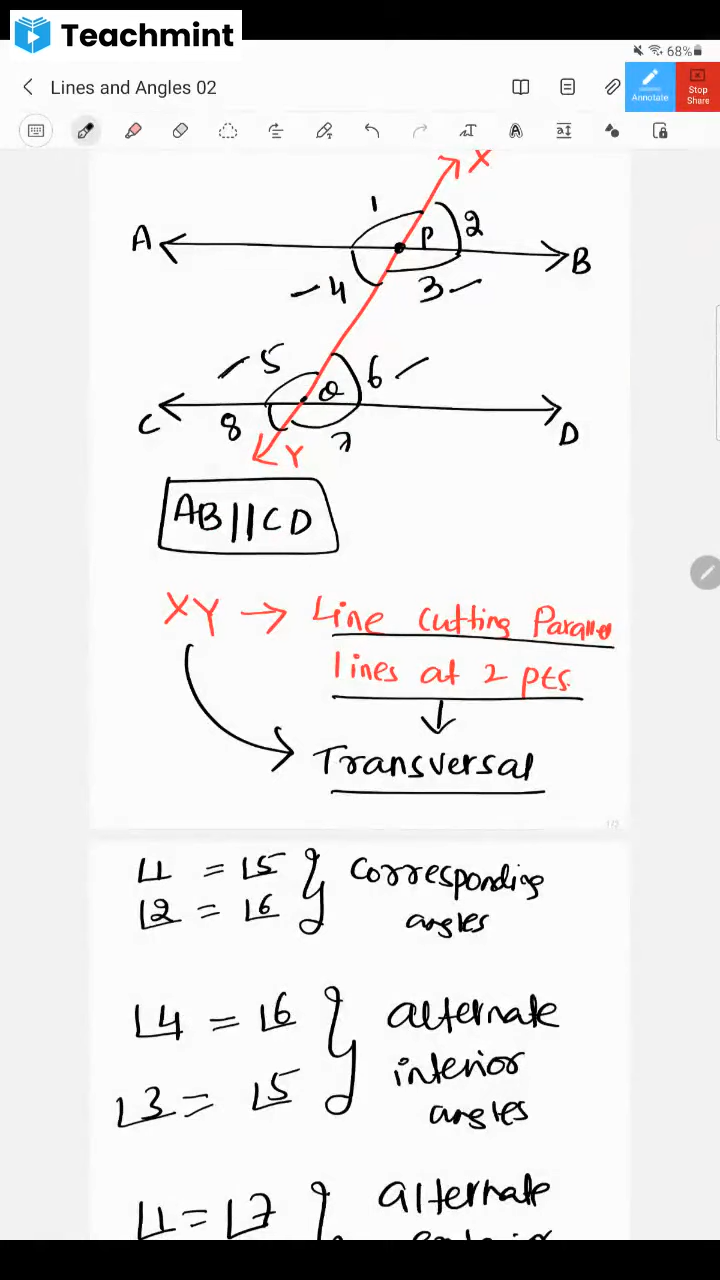 Teachmint
68%
Lines and Angles 02
Annotate
Stop
Share
X
1
2
A
P
B
4
3
5
6
Q
C
8
7
D
Y
AB||CD
XY → Line cutting
lines at 2 pts.
Transversal
1/2
∠1 = ∠5
∠2 = ∠6
corresponding
angles
∠4 = ∠6
∠3 = ∠5
alternate
interior
angles
∠1 = ∠7
alternate